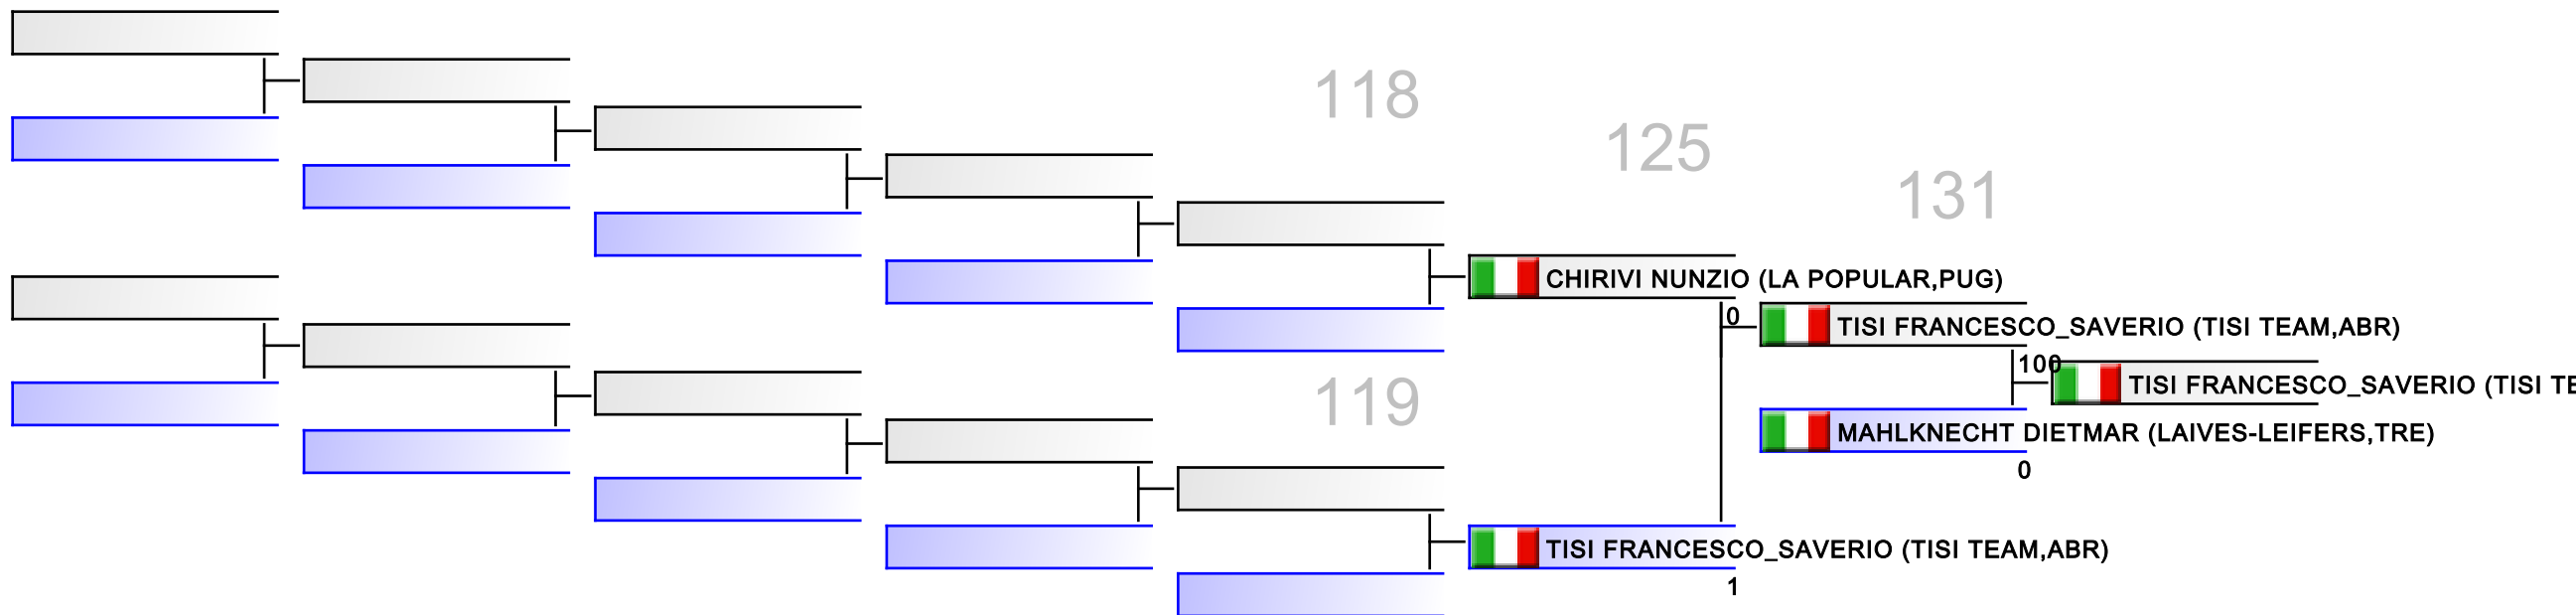 118
125
131
CHIRIVI NUNZIO (LA POPULAR,PUG)
0
TISI FRANCESCO_SAVERIO (TISI TEAM,ABR)
100
TISI FRANCESCO_SAVERIO (TISI TE
119
MAHLKNECHT DIETMAR (LAIVES-LEIFERS,TRE)
0
TISI FRANCESCO_SAVERIO (TISI TEAM,ABR)
1